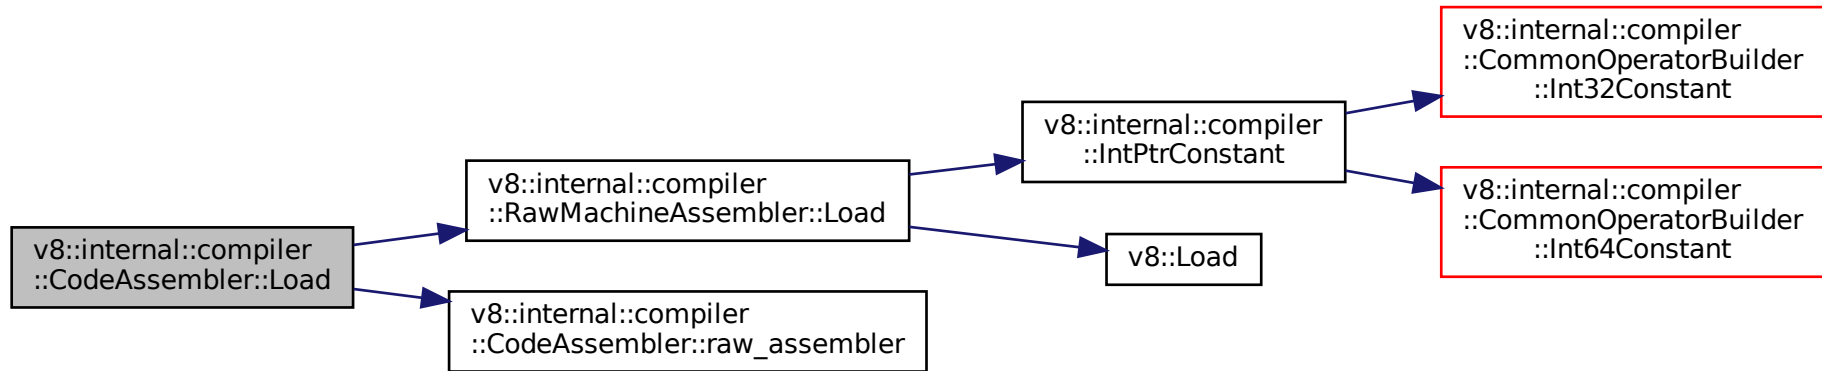 v8::internal::compiler
::CodeAssembler::Load
v8::internal::compiler
::RawMachineAssembler::Load
v8::internal::compiler
::CodeAssembler::raw_assembler
v8::internal::compiler
::IntPtrConstant
v8::Load
v8::internal::compiler
::CommonOperatorBuilder
::Int32Constant
v8::internal::compiler
::CommonOperatorBuilder
::Int64Constant